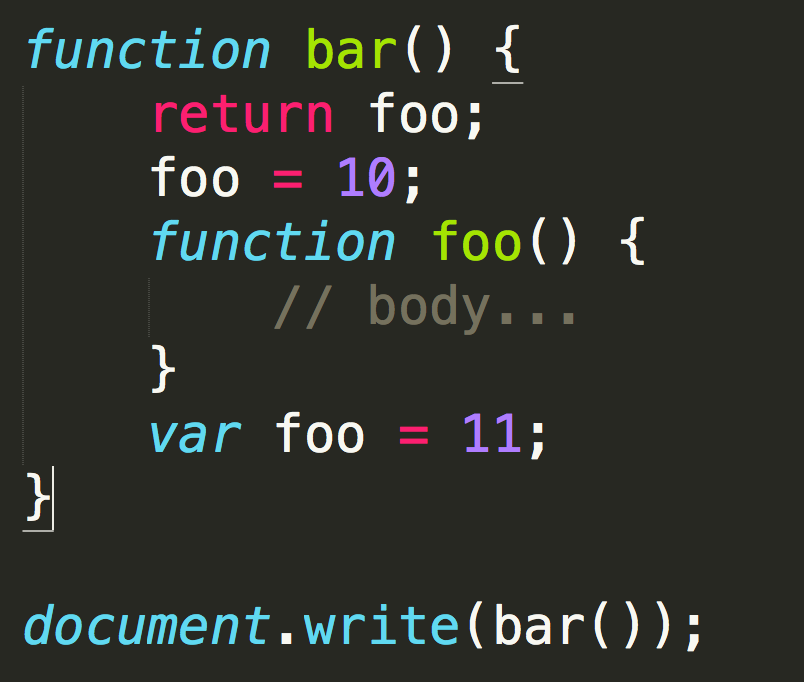 function bar() {
    return foo;
    foo = 10;
    function foo() {
        // body...
    }
    var foo = 11;
}
document.write(bar());